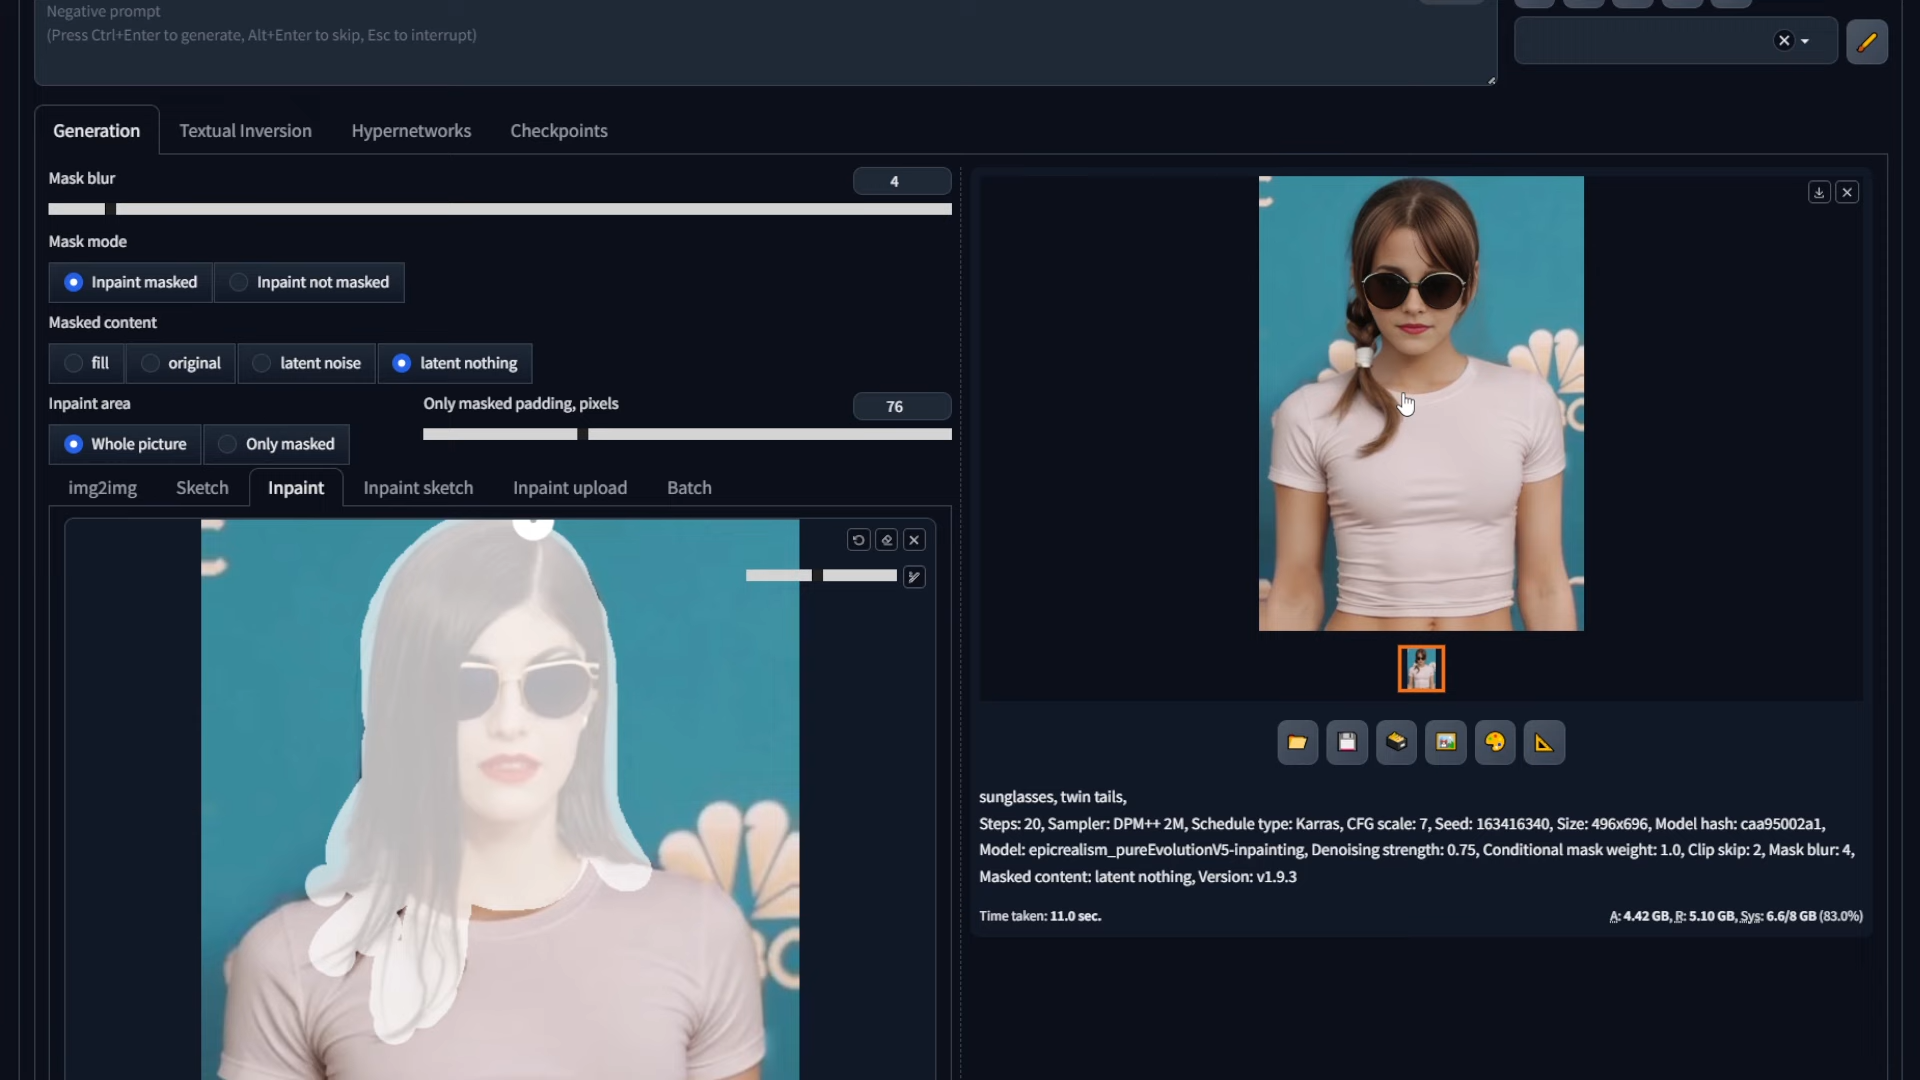 Negative prompt
(Press Ctrl+Enter to generate, Alt+Enter to skip, Esc to interrupt)
Generation Textual Inversion Hypernetworks Checkpoints
Mask blur 4
Mask mode
Inpaint masked Inpaint not masked
Masked content
fill original latent noise latent nothing
Inpaint area Only masked padding, pixels 76
Whole picture Only masked
img2img Sketch Inpaint Inpaint sketch Inpaint upload Batch
sunglasses, twin tails,
Steps: 20, Sampler: DPM++ 2M, Schedule type: Karras, CFG scale: 7, Seed: 163416340, Size: 496x696, Model hash: caa95002a1,
Model: epicrealism_pureEvolutionV5-inpainting, Denoising strength: 0.75, Conditional mask weight: 1.0, Clip skip: 2, Mask blur: 4,
Masked content: latent nothing, Version: v1.9.3
Time taken: 11.0 sec. A: 4.42 GB, R: 5.10 GB, Sys: 6.6/8 GB (83.0%)